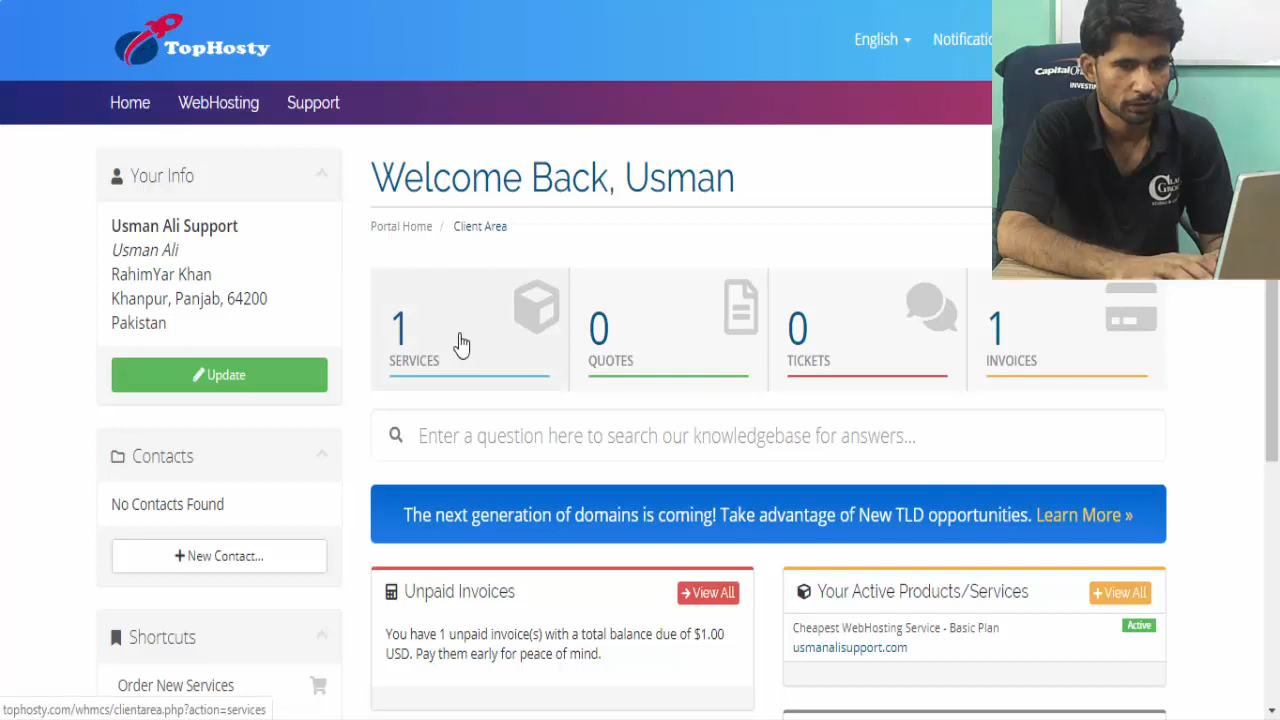 TopHosty
English
Notificatio
Capital
INVESTIN
Home
WebHosting
Support
Your Info
Usman Ali Support
Usman Ali
RahimYar Khan
Khanpur, Panjab, 64200
Pakistan
Update
Contacts
No Contacts Found
New Contact...
Shortcuts
Order New Services
Welcome Back, Usman
Portal Home / Client Area
1
SERVICES
0
QUOTES
0
TICKETS
1
INVOICES
Enter a question here to search our knowledgebase for answers...
The next generation of domains is coming! Take advantage of New TLD opportunities. Learn More »
Unpaid Invoices
View All
You have 1 unpaid invoice(s) with a total balance due of $1.00
USD. Pay them early for peace of mind.
Your Active Products/Services
View All
Cheapest WebHosting Service - Basic Plan
Active
usmanalisupport.com
tophosty.com/whmcs/clientarea.php?action=services